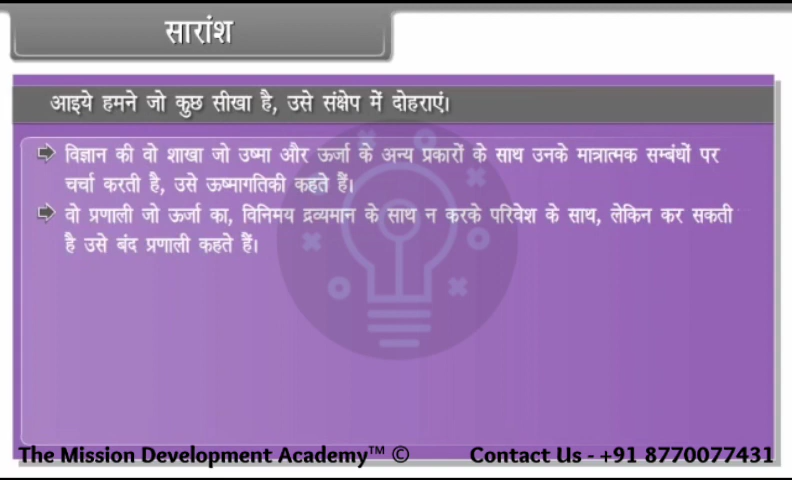 सारांश
आइये हमने जो कुछ सीखा है, उसे संक्षेप में दोहराएं।
विज्ञान की वो शाखा जो उष्मा और ऊर्जा के अन्य प्रकारों के साथ उनके मात्रात्मक सम्बंधों पर
चर्चा करती है, उसे ऊष्मागतिकी कहते हैं।
वो प्रणाली जो ऊर्जा का, विनिमय द्रव्यमान के साथ न करके परिवेश के साथ, लेकिन कर सकती
है उसे बंद प्रणाली कहते हैं।
The Mission Development Academy™ © Contact Us - +91 8770077431